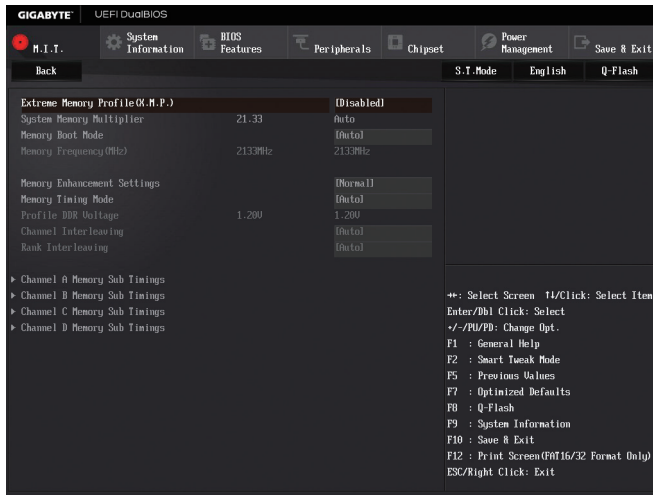 GIGABYTE™ UEFI DualBIOS
M.I.T. System Information BIOS Features Peripherals Chipset Power Management Save & Exit
Back S.T.Mode English Q-Flash
Extreme Memory Profile(X.M.P.) [Disabled]
System Memory Multiplier 21.33 Auto
Memory Boot Mode [Auto]
Memory Frequency(MHz) 2133MHz 2133MHz
Memory Enhancement Settings [Normal]
Memory Timing Mode [Auto]
Profile DDR Voltage 1.20V 1.20V
Channel Interleaving [Auto]
Rank Interleaving [Auto]
Channel A Memory Sub Timings
Channel B Memory Sub Timings
Channel C Memory Sub Timings
Channel D Memory Sub Timings
→←: Select Screen ↑↓/Click: Select Item
Enter/Dbl Click: Select
+/-/PU/PD: Change Opt.
F1 : General Help
F2 : Smart Tweak Mode
F5 : Previous Values
F7 : Optimized Defaults
F8 : Q-Flash
F9 : System Information
F10 : Save & Exit
F12 : Print Screen(FAT16/32 Format Only)
ESC/Right Click: Exit